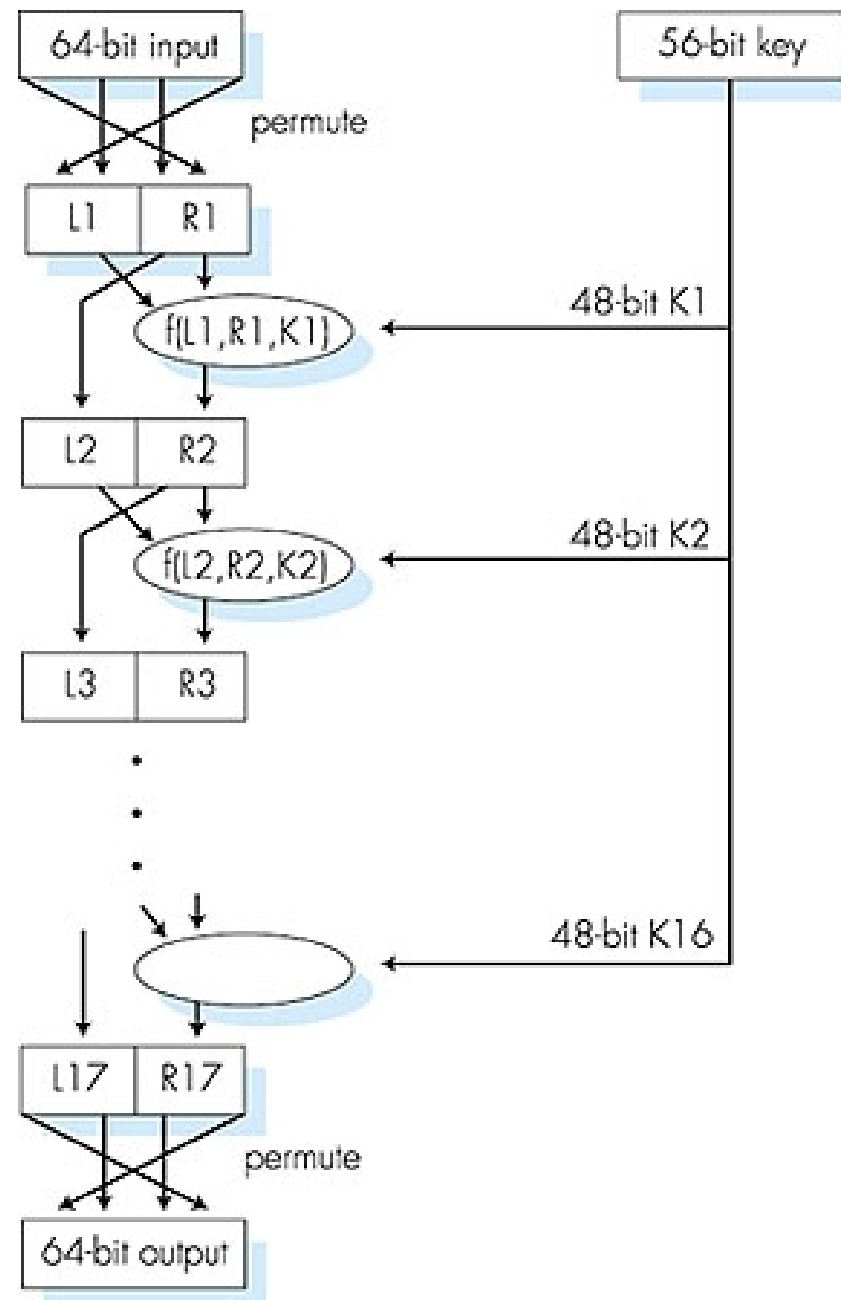 64-bit input
56-bit key
permute
L1 R1
48-bit K1
f(L1,R1,K1)
L2 R2
48-bit K2
f(L2,R2,K2)
L3 R3
48-bit K16
L17 R17
permute
64-bit output